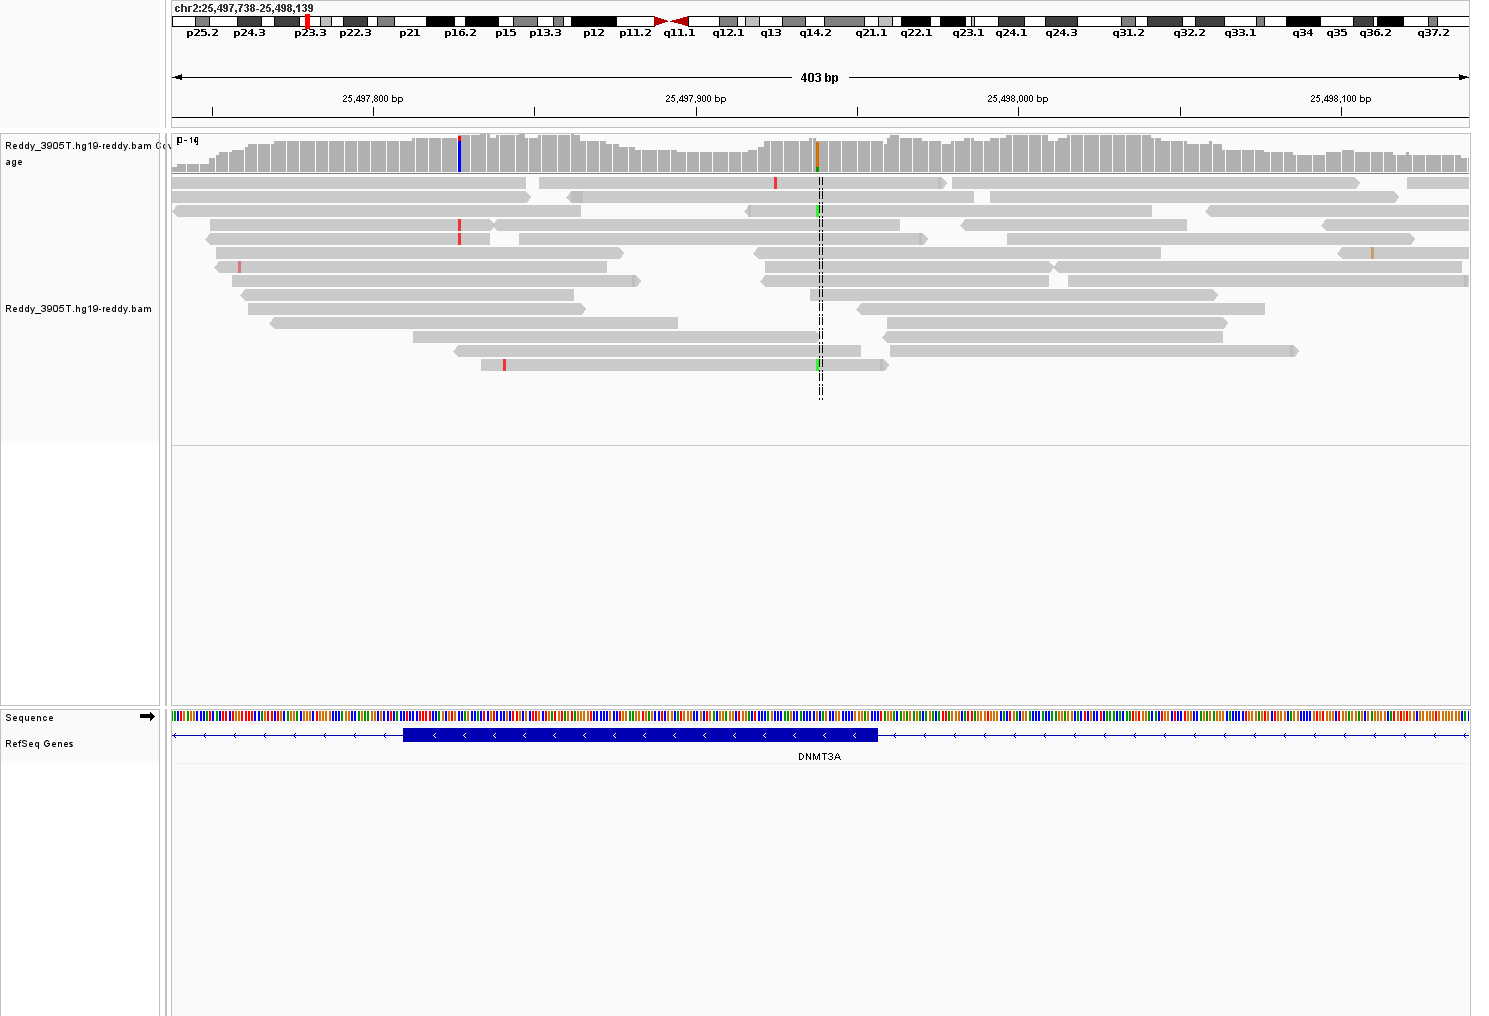 chr2:25,497,738-25,498,139
p25.2 p24.3 p23.3 p22.3 p21 p16.2 p15 p13.3 p12 p11.2 q11.1 q12.1 q13 q14.2 q21.1 q22.1 q23.1 q24.1 q24.3 q31.2 q32.2 q33.1 q34 q35 q36.2 q37.2
403 bp
25,497,800 bp 25,497,900 bp 25,498,000 bp 25,498,100 bp
Reddy_3905T.hg19-reddy.bam
age
Reddy_3905T.hg19-reddy.bam
Sequence
RefSeq Genes
DNMT3A